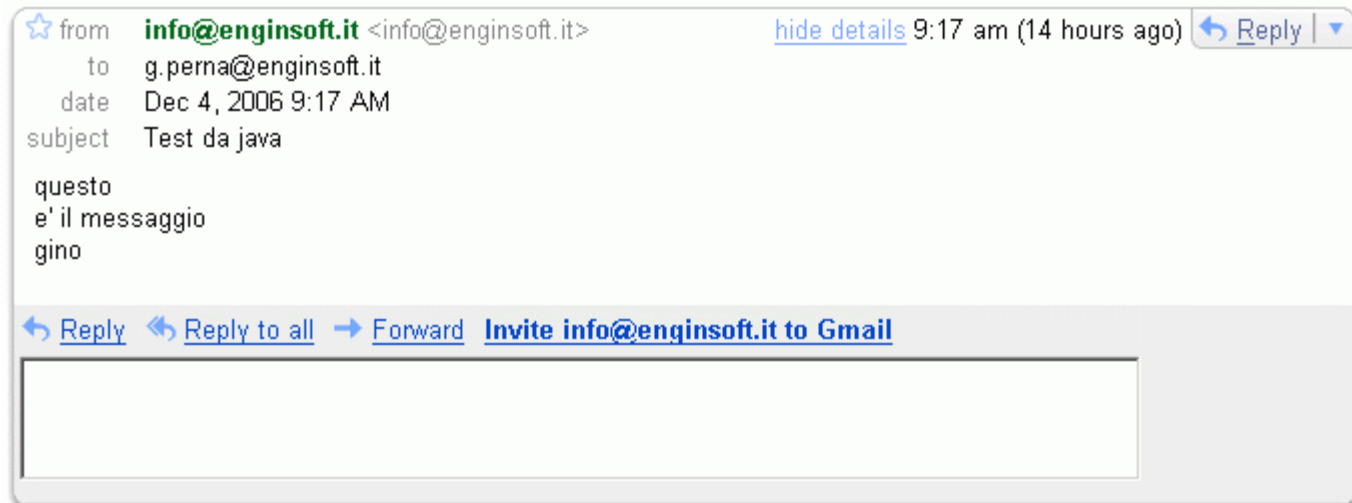 from info@enginsoft.it <info@enginsoft.it> hide details 9:17 am (14 hours ago) Reply
to g.perna@enginsoft.it
date Dec 4, 2006 9:17 AM
subject Test da java
questo
e' il messaggio
gino
Reply Reply to all Forward Invite info@enginsoft.it to Gmail